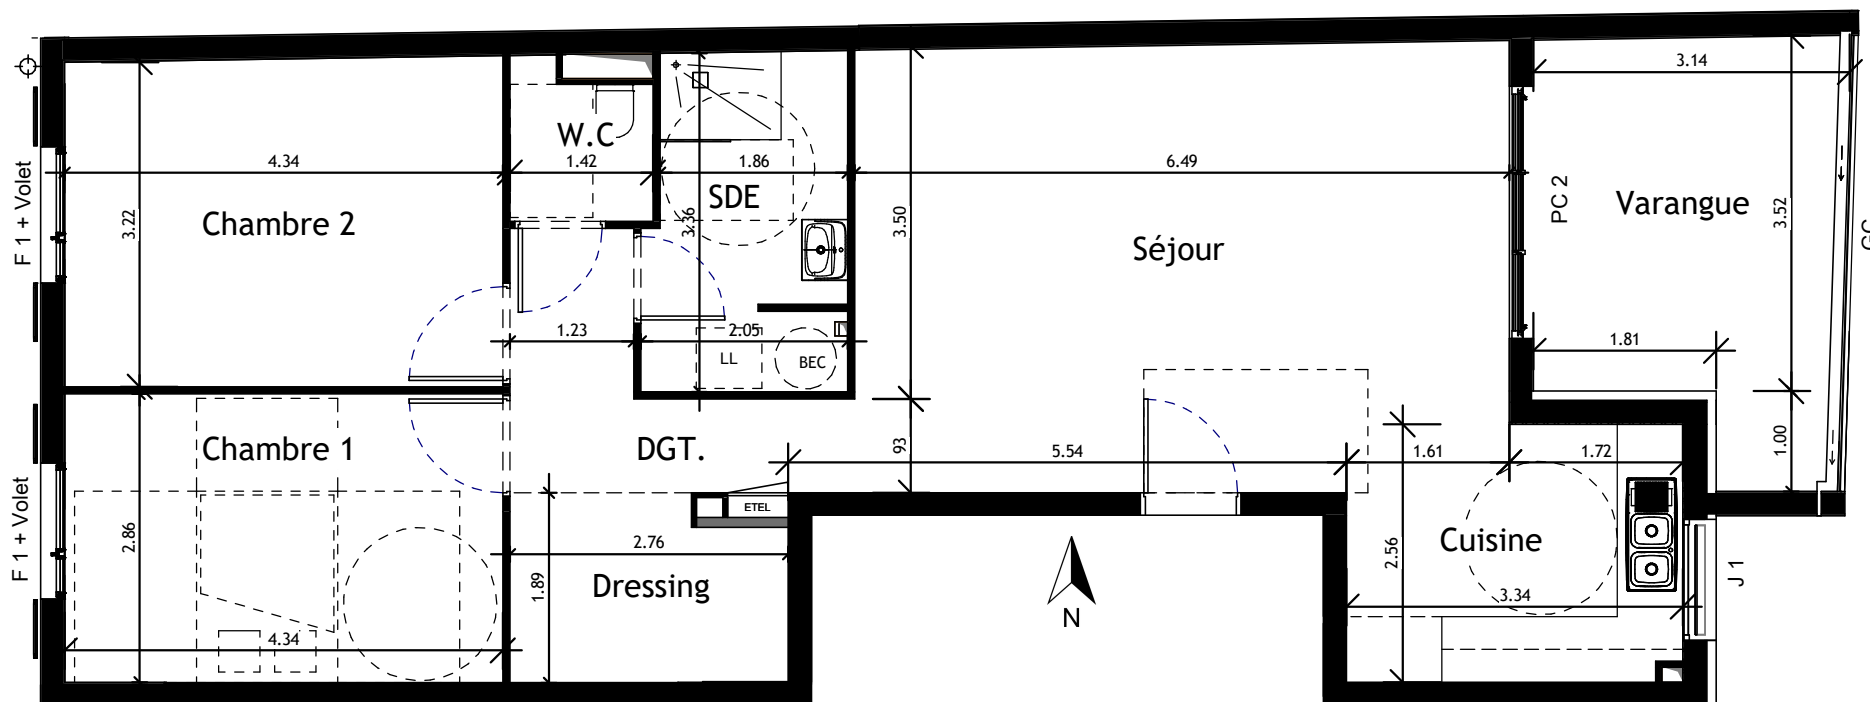 3.14
F 1 + Volet
4.34
W.C
1.42
1.86
6.49
SDE
3.22
Chambre 2
3.36
3.50
Séjour
PC 2
Varangue
3.52
GC
1.23
2.05
LL
BEC
1.81
Chambre 1
DGT.
93
5.54
1.61
1.72
1.00
F 1 + Volet
ETEL
2.86
2.76
1.89
Dressing
N
2.56
Cuisine
3.34
J 1
4.34